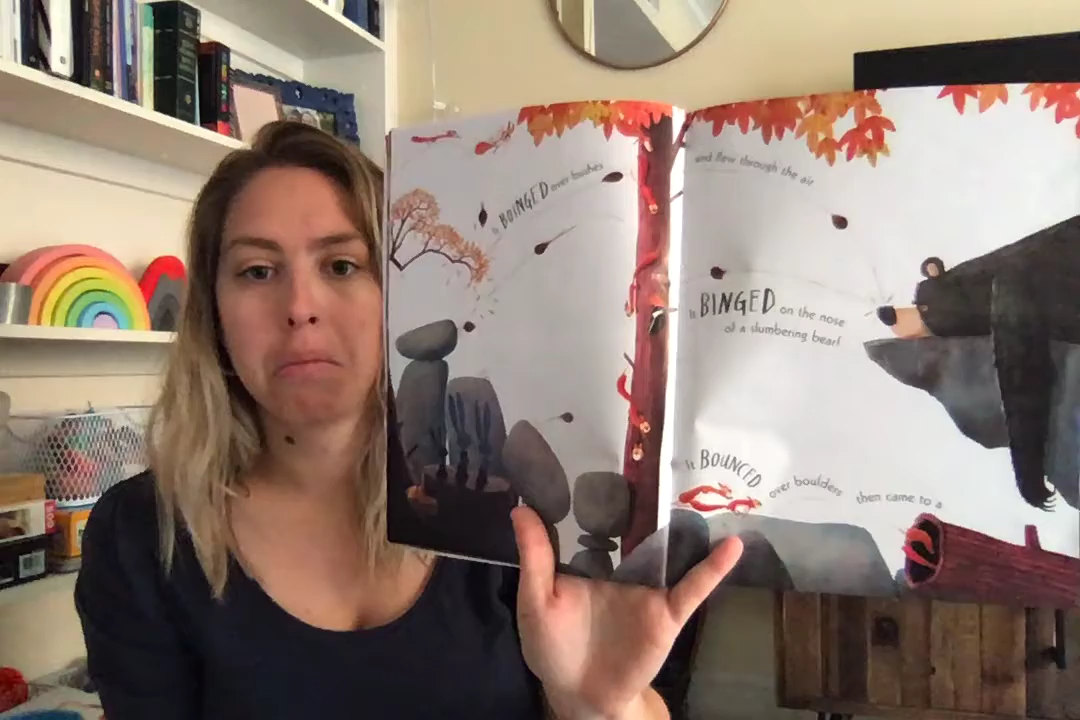 It BOINGED over bushes
and flew through the air
It BINGED on the nose
of a slumbering bear!
It BOUNCED over boulders then came to a